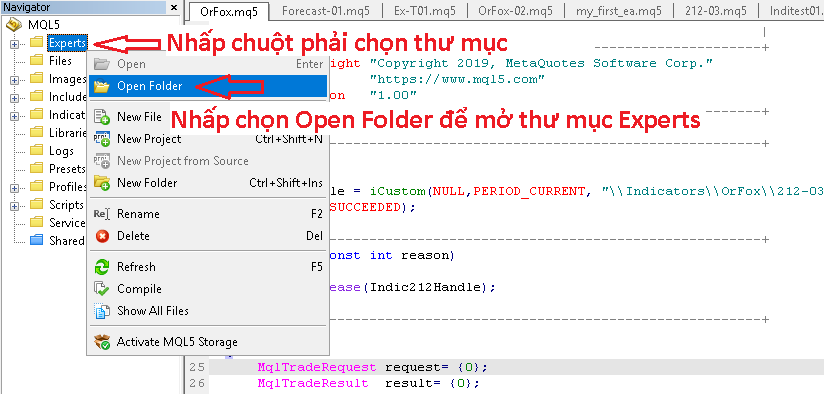 Navigator
OrFox.mq5 Forecast-01.mq5 Ex-T01.mq5 OrFox-02.mq5 my_first_ea.mq5 212-03.mq5 Inditest01.m
MQL5
Experts
Nhấp chuột phải chọn thư mục
Files
Images
Include
Indicat
Librarie
Logs
Presets
Profiles
Scripts
Service
Shared
Open Enter
Open Folder
New File
Nhấp chọn Open Folder để mở thư mục Experts
New Project Ctrl+Shift+N
New Project from Source
New Folder Ctrl+Shift+Ins
Rename F2
Delete Del
Refresh F5
Compile
Show All Files
Activate MQL5 Storage
ight "Copyright 2019, MetaQuotes Software Corp."
"https://www.mql5.com"
on "1.00"
le = iCustom(NULL,PERIOD_CURRENT, "\\Indicators\\OrFox\\212-03
SUCCEEDED);
onst int reason)
ease(Indic212Handle);
25 MqlTradeRequest request= {0};
26 MqlTradeResult result= {0};